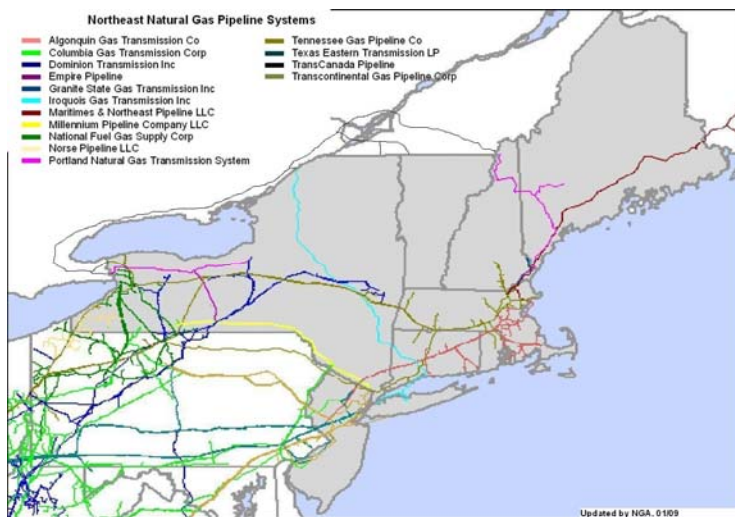 Northeast Natural Gas Pipeline Systems
Algonquin Gas Transmission Co
Columbia Gas Transmission Corp
Dominion Transmission Inc
Empire Pipeline
Granite State Gas Transmission Inc
Iroquois Gas Transmission Inc
Maritimes & Northeast Pipeline LLC
Millennium Pipeline Company LLC
National Fuel Gas Supply Corp
Norse Pipeline LLC
Portland Natural Gas Transmission System
Tennessee Gas Pipeline Co
Texas Eastern Transmission LP
TransCanada Pipeline
Transcontinental Gas Pipeline Corp
Updated by NGA, 01/09